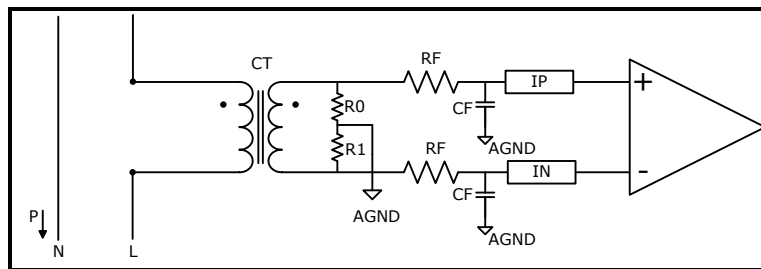 CT
RF
IP
+
R0
CF
AGND
RF
R1
IN
-
CF
AGND
AGND
P
N
L